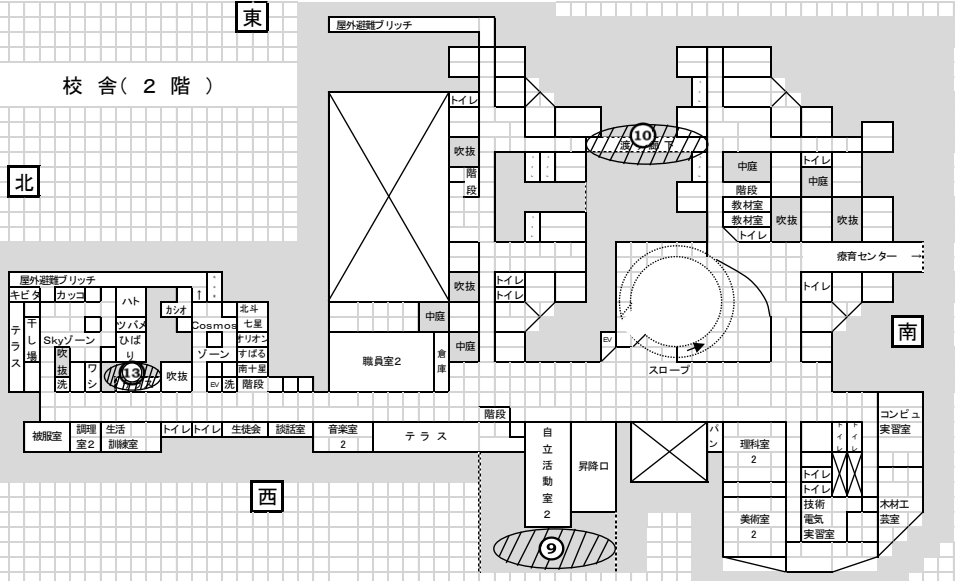 東
屋外避難ブリッチ
校 舎( 2 階 )
トイレ
⑩
渡り廊下
吹抜
中庭
トイレ
北
階段
中庭
階段
教材室
教材室
吹抜
吹抜
トイレ
療育センター →
屋外避難ブリッチ
吹抜
トイレ
トイレ
トイレ
キビタ
カッコ
ハト
↑
カシオ
北斗
中庭
テラス
干し場
ツバメ
Cosmos
七星
南
Skyゾーン
ひばり
オリオン
EV
中庭
吹抜
ゾーン
すばる
職員室2
倉庫
ワシ
⑬
吹抜
南十星
スロープ
洗
EV
洗
階段
階段
コンピュ
実習室
被服室
調理室2
生活訓練室
トイレ
トイレ
生徒会
談話室
音楽室2
テラス
自立活動室2
昇降口
パン
理科室2
トイレ
トイレ
トイレ
トイレ
西
美術室2
技術
電気
実習室
木材工
芸室
⑨